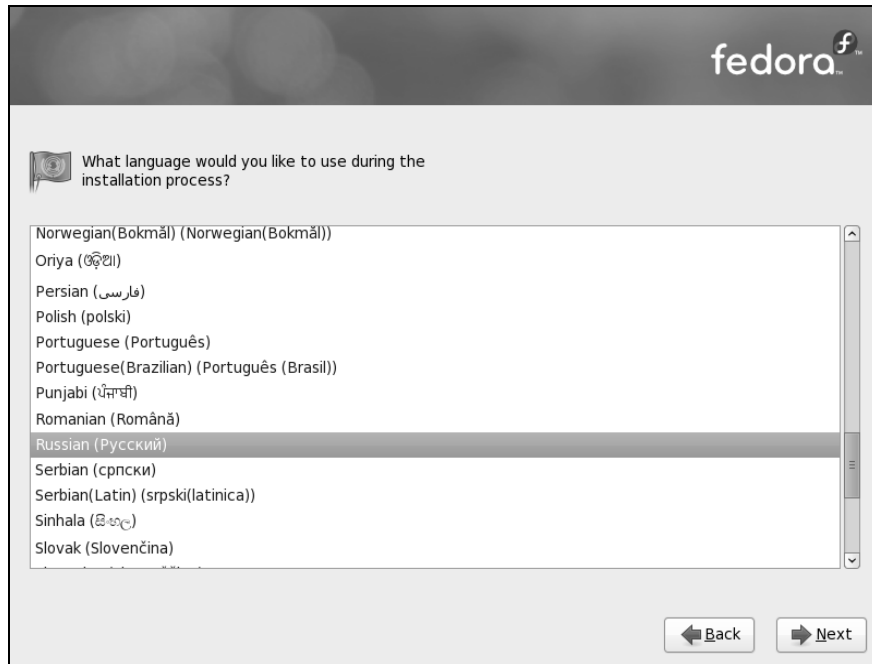 fedora
What language would you like to use during the
installation process?
Norwegian(Bokmål) (Norwegian(Bokmål))
Oriya (ଓଡ଼ିଆ)
Persian (فارسی)
Polish (polski)
Portuguese (Português)
Portuguese(Brazilian) (Português (Brasil))
Punjabi (ਪੰਜਾਬੀ)
Romanian (Română)
Russian (Русский)
Serbian (српски)
Serbian(Latin) (srpski(latinica))
Sinhala (සිංහල)
Slovak (Slovenčina)
Back
Next